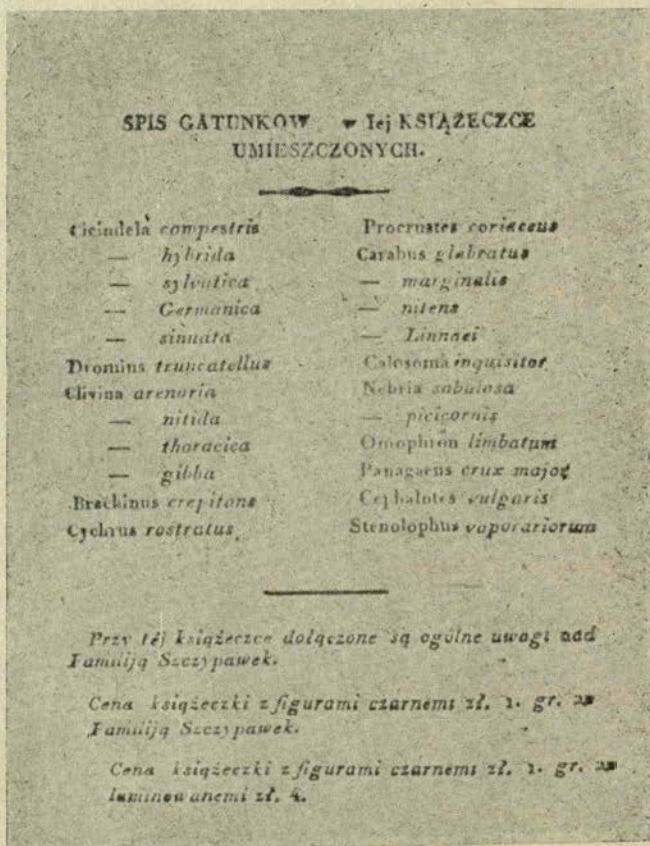 SPIS GATUNKOW w tej KSIĄŻECZCE
UMIESZCZONYCH.
Cicindela campestris
— hybrida
— sylvatica
— Germanica
— sinuata
Dromius truncatellus
Clivina arenaria
— nitida
— thoracica
— gibba
Brachinus crepitans
Cychrus rostratus
Procrustes coriaceus
Carabus glabratus
— marginalis
— nitens
— Linnaei
Calosoma inquisitor
Nebria sabulosa
— picicornis
Omophron limbatum
Panagaeus crux major
Cephalotes vulgaris
Stenolophus vaporariorum
Przy téj książeczce dołączone są ogólne uwagi nad
Familiją Szczypawek.
Cena książeczki z figurami czarnemi zł. 1. gr.
Familiją Szczypawek.
Cena książeczki z figurami czarnemi zł. 1. gr.
luminowanemi zł. 4.